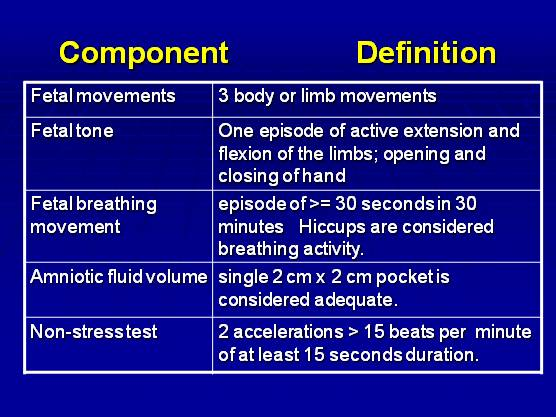 Component Definition
Fetal movements 3 body or limb movements
Fetal tone One episode of active extension and
flexion of the limbs; opening and
closing of hand
Fetal breathing episode of >= 30 seconds in 30
movement minutes Hiccups are considered
breathing activity.
Amniotic fluid volume single 2 cm x 2 cm pocket is
considered adequate.
Non-stress test 2 accelerations > 15 beats per minute
of at least 15 seconds duration.